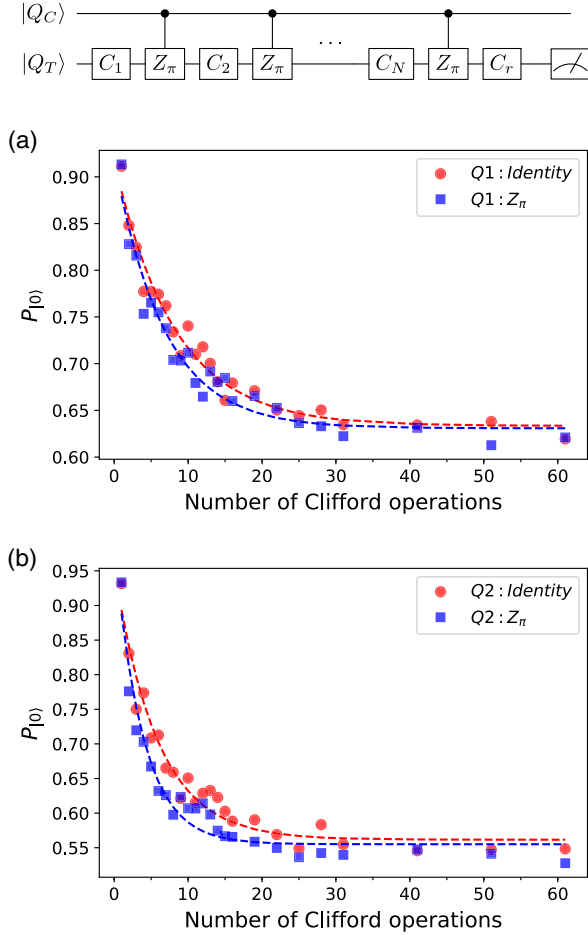 |Q_C⟩
|Q_T⟩ C_1 Z_π C_2 Z_π ... C_N Z_π C_r
(a)
0.90
0.85
0.80
0.75
0.70
0.65
0.60
P_|0⟩
Q1 : Identity
Q1 : Z_π
0 10 20 30 40 50 60
Number of Clifford operations
(b)
0.95
0.90
0.85
0.80
0.75
0.70
0.65
0.60
0.55
P_|0⟩
Q2 : Identity
Q2 : Z_π
0 10 20 30 40 50 60
Number of Clifford operations